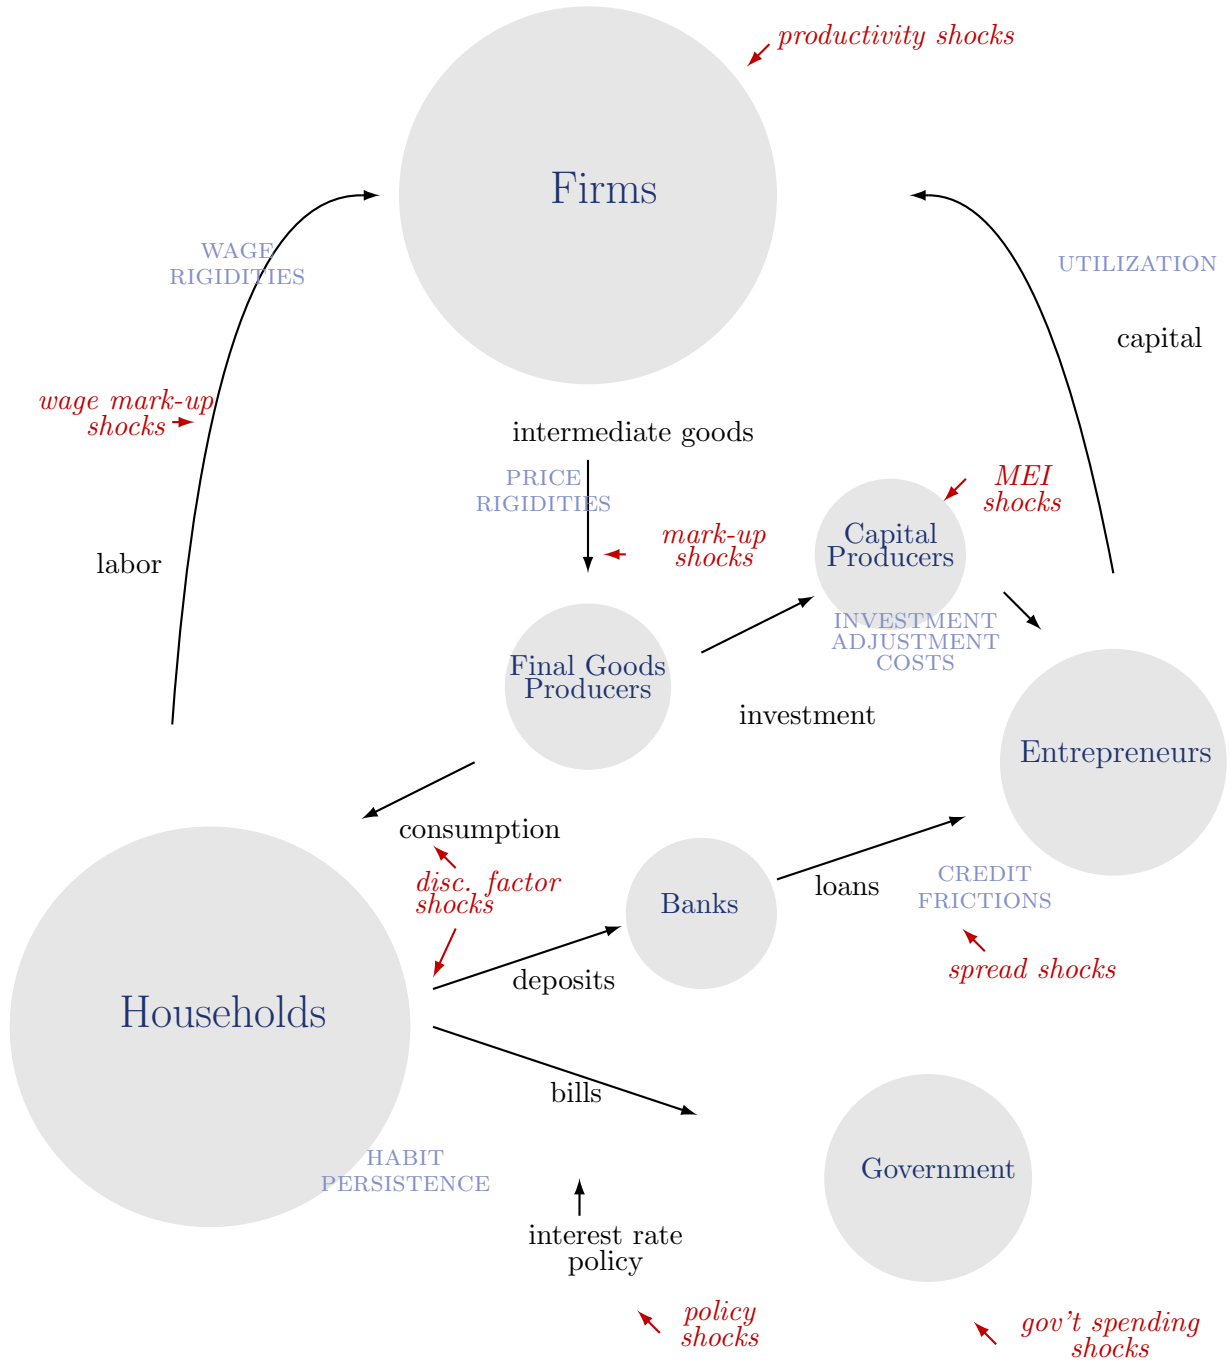 productivity shocks
Firms
WAGE
RIGIDITIES
UTILIZATION
capital
wage mark-up
shocks
intermediate goods
PRICE
RIGIDITIES
MEI
shocks
mark-up
shocks
Capital
Producers
labor
INVESTMENT
ADJUSTMENT
COSTS
Final Goods
Producers
investment
Entrepreneurs
consumption
disc. factor
shocks
Banks
loans
CREDIT
FRICTIONS
spread shocks
deposits
Households
bills
HABIT
PERSISTENCE
Government
interest rate
policy
policy
shocks
gov't spending
shocks